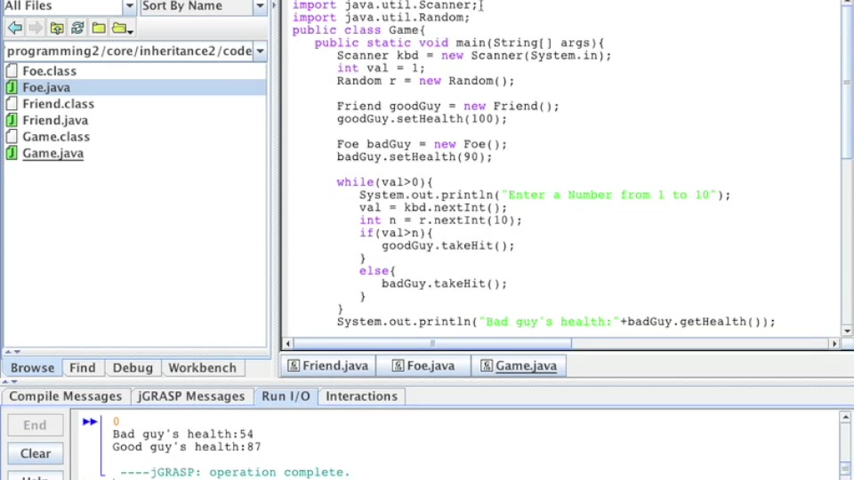 All Files
Sort By Name
programming2/core/inheritance2/code
Foe.class
Foe.java
Friend.class
Friend.java
Game.class
Game.java
Browse
Find
Debug
Workbench
import java.util.Scanner;
import java.util.Random;
public class Game{
public static void main(String[] args){
Scanner kbd = new Scanner(System.in);
int val = 1;
Random r = new Random();
Friend goodGuy = new Friend();
goodGuy.setHealth(100);
Foe badGuy = new Foe();
badGuy.setHealth(90);
while(val>0){
System.out.println("Enter a Number from 1 to 10");
val = kbd.nextInt();
int n = r.nextInt(10);
if(val>n){
goodGuy.takeHit();
}
else{
badGuy.takeHit();
}
}
System.out.println("Bad guy's health:"+badGuy.getHealth());
Friend.java
Foe.java
Game.java
Compile Messages
jGRASP Messages
Run I/O
Interactions
End
Clear
Help
0
Bad guy's health:54
Good guy's health:87
----jGRASP: operation complete.